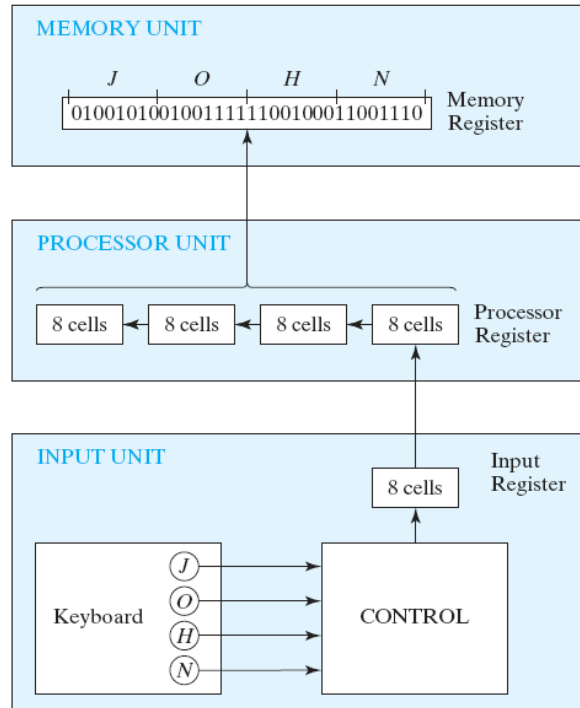 MEMORY UNIT
J O H N
01001010010011111100100011001110
Memory
Register
PROCESSOR UNIT
8 cells 8 cells 8 cells 8 cells
Processor
Register
INPUT UNIT
Input
Register
8 cells
J
O
Keyboard
CONTROL
H
N